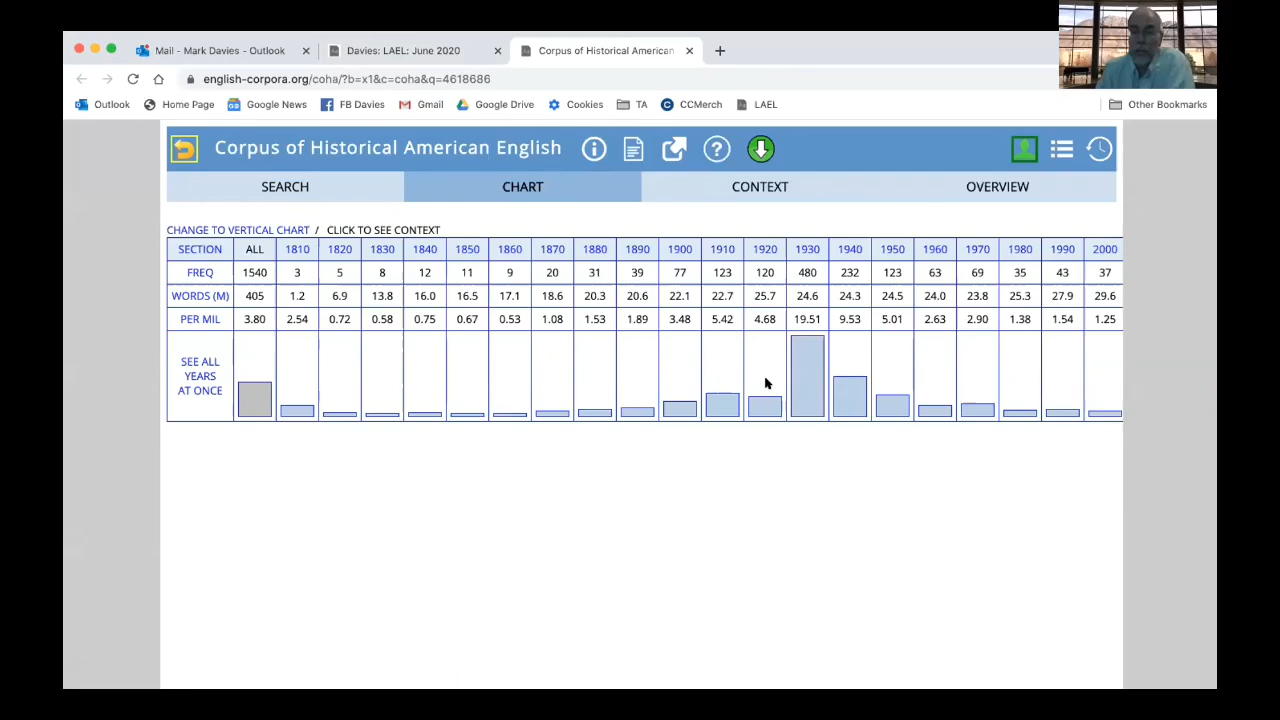 Mail - Mark Davies - Outlook Davies: LAEL: June 2020 Corpus of Historical American
english-corpora.org/coha/?b=x1&c=coha&q=4618686
Outlook Home Page Google News FB Davies Gmail Google Drive Cookies TA CCMerch LAEL Other Bookmarks
Corpus of Historical American English
SEARCH CHART CONTEXT OVERVIEW
CHANGE TO VERTICAL CHART / CLICK TO SEE CONTEXT
SECTION ALL 1810 1820 1830 1840 1850 1860 1870 1880 1890 1900 1910 1920 1930 1940 1950 1960 1970 1980 1990 2000
FREQ 1540 3 5 8 12 11 9 20 31 39 77 123 120 480 232 123 63 69 35 43 37
WORDS (M) 405 1.2 6.9 13.8 16.0 16.5 17.1 18.6 20.3 20.6 22.1 22.7 25.7 24.6 24.3 24.5 24.0 23.8 25.3 27.9 29.6
PER MIL 3.80 2.54 0.72 0.58 0.75 0.67 0.53 1.08 1.53 1.89 3.48 5.42 4.68 19.51 9.53 5.01 2.63 2.90 1.38 1.54 1.25
SEE ALL
YEARS
AT ONCE